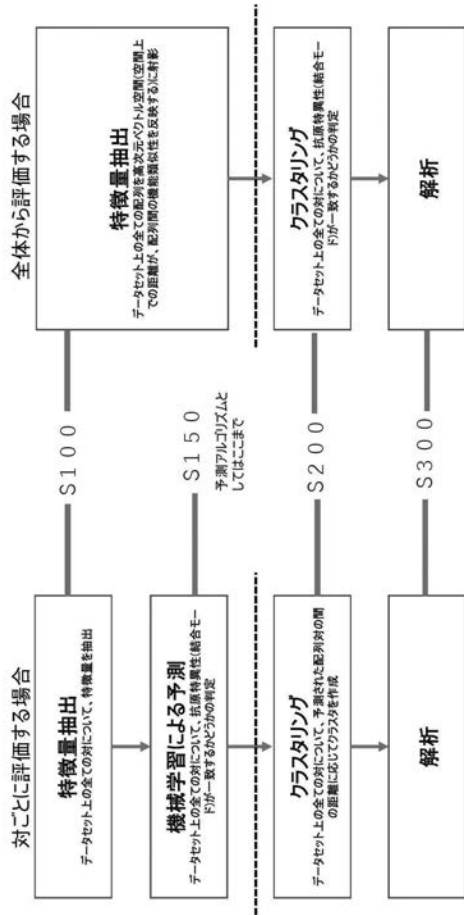 対ごとに評価する場合
特徴量抽出
データセット上の全ての対について、特徴量を抽出
機械学習による予測
データセット上の全ての対について、抗原特異性(結合モー
ド)が一致するかどうかの判定
クラスタリング
データセット上の全ての対について、予測された配列対の間
の距離に応じてクラスタを作成
解析
S100
S150
予測アルゴリズムと
してはここまで
S200
S300
全体から評価する場合
特徴量抽出
データセット上の全ての配列を高次元ベクトル空間(空間上
での距離が、配列間の機能類似性を反映する)に射影
クラスタリング
データセット上の全ての対について、抗原特異性(結合モー
ド)が一致するかどうかの判定
解析